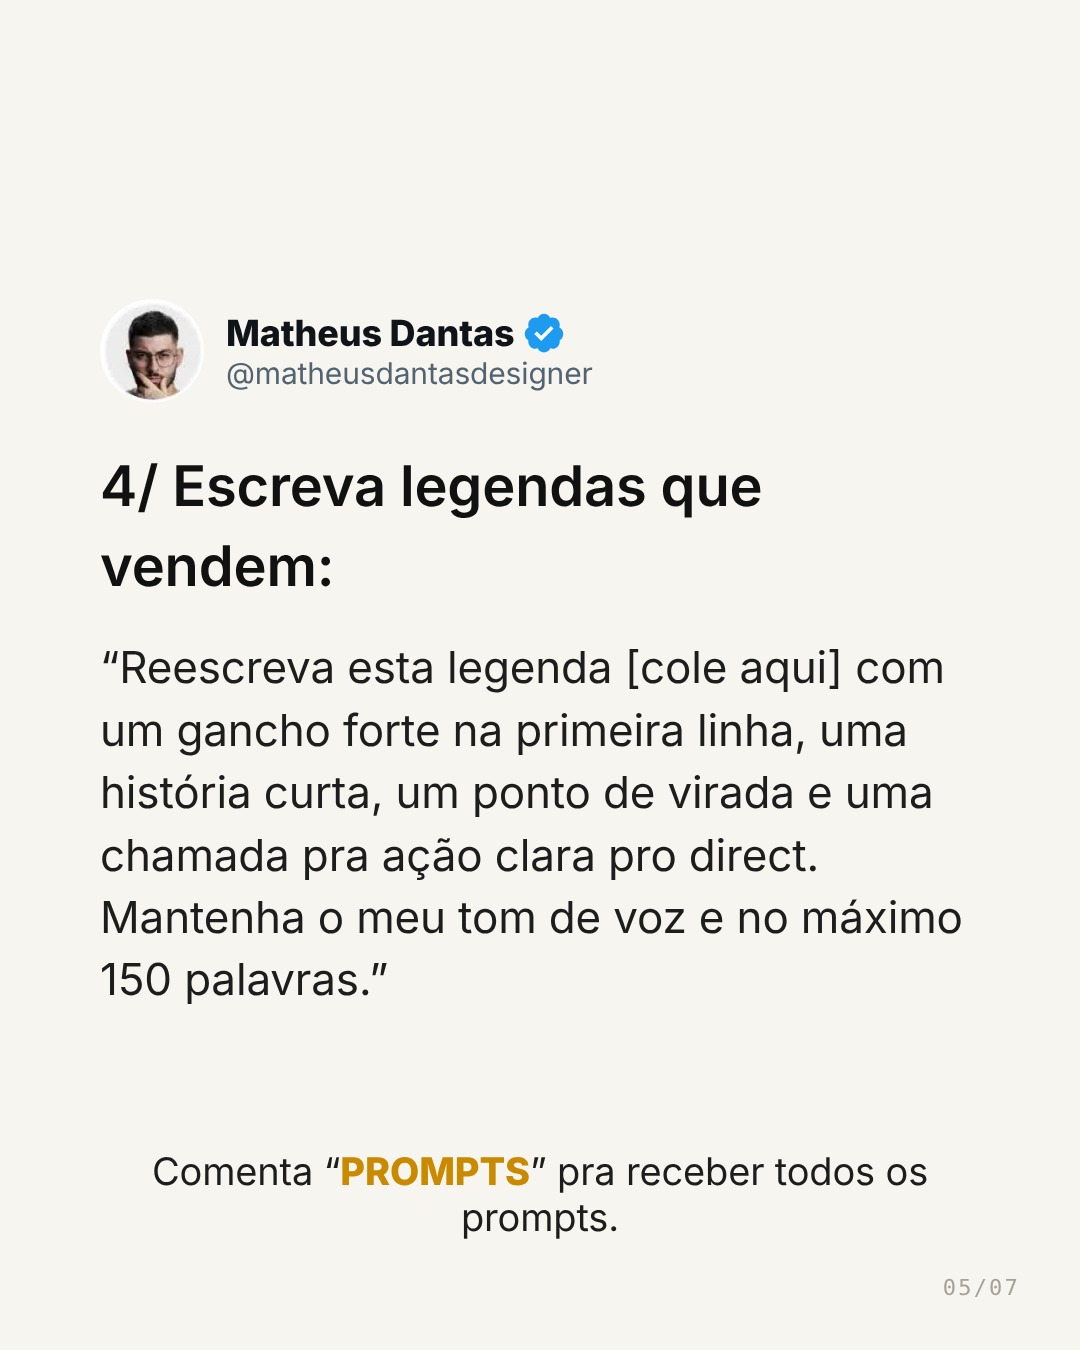 Matheus Dantas
@matheusdantasdesigner
4/ Escreva legendas que
vendem:
“Reescreva esta legenda [cole aqui] com
um gancho forte na primeira linha, uma
história curta, um ponto de virada e uma
chamada pra ação clara pro direct.
Mantenha o meu tom de voz e no máximo
150 palavras.”
Comenta “PROMPTS” pra receber todos os
prompts.
05/07